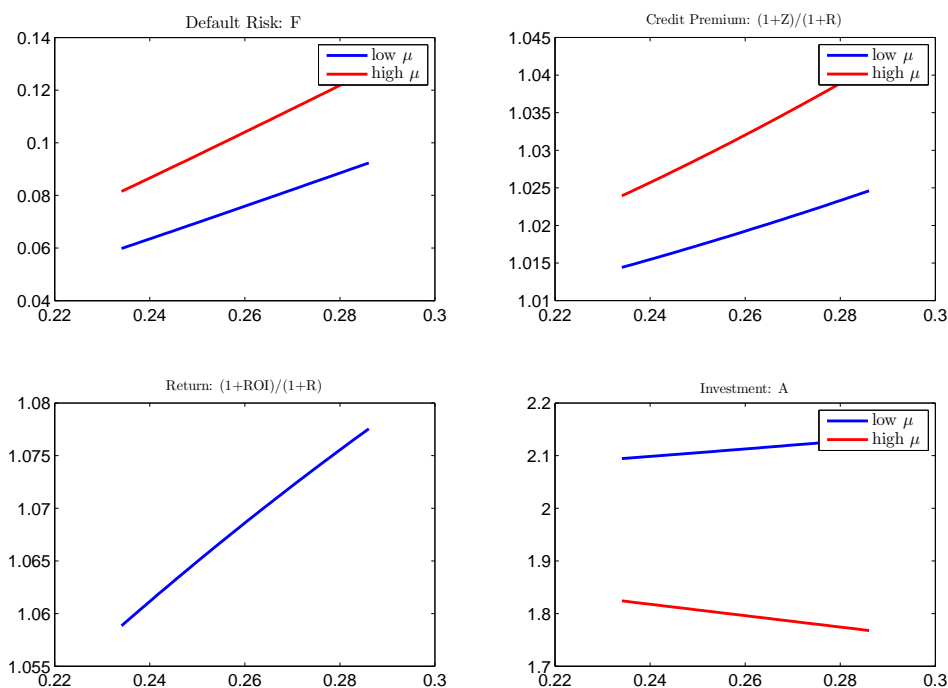 Default Risk: F
0.14
0.12
0.1
0.08
0.06
0.04
0.22 0.24 0.26 0.28 0.3
low μ
high μ
Credit Premium: (1+Z)/(1+R)
1.045
1.04
1.035
1.03
1.025
1.02
1.015
1.01
0.22 0.24 0.26 0.28 0.3
low μ
high μ
Return: (1+ROI)/(1+R)
1.08
1.075
1.07
1.065
1.06
1.055
0.22 0.24 0.26 0.28 0.3
Investment: A
2.2
2.1
2
1.9
1.8
1.7
0.22 0.24 0.26 0.28 0.3
low μ
high μ